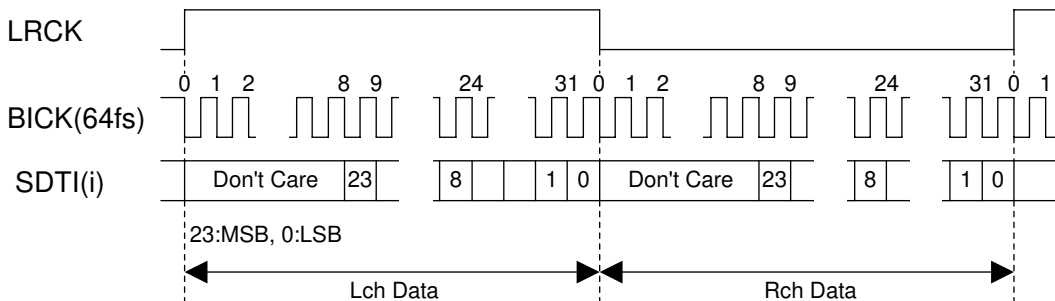 LRCK
0 1 2 8 9 24 31 0 1 2 8 9 24 31 0 1
BICK(64fs)
SDTI(i) Don't Care 23 8 1 0 Don't Care 23 8 1 0
23:MSB, 0:LSB
Lch Data Rch Data